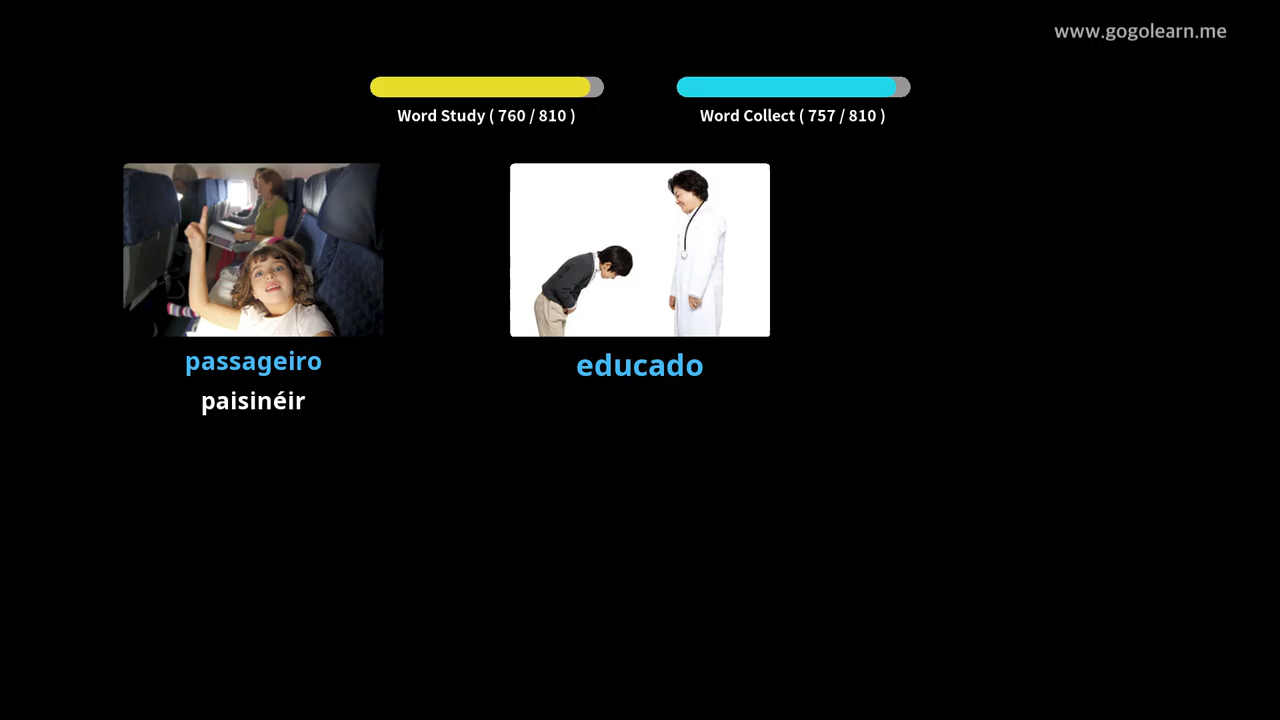 www.gogolearn.me
Word Study ( 760 / 810 )
Word Collect ( 757 / 810 )
passageiro
paisinéir
educado